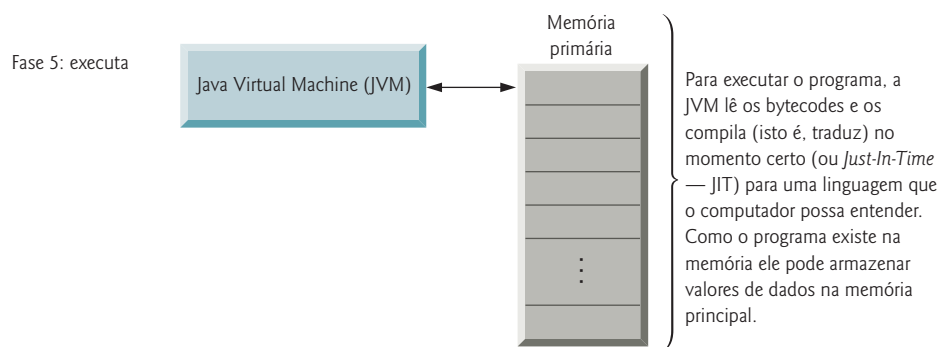 Fase 5: executa
Java Virtual Machine (JVM)
Memória
primária
Para executar o programa, a
JVM lê os bytecodes e os
compila (isto é, traduz) no
momento certo (ou Just-In-Time
— JIT) para uma linguagem que
o computador possa entender.
Como o programa existe na
memória ele pode armazenar
valores de dados na memória
principal.